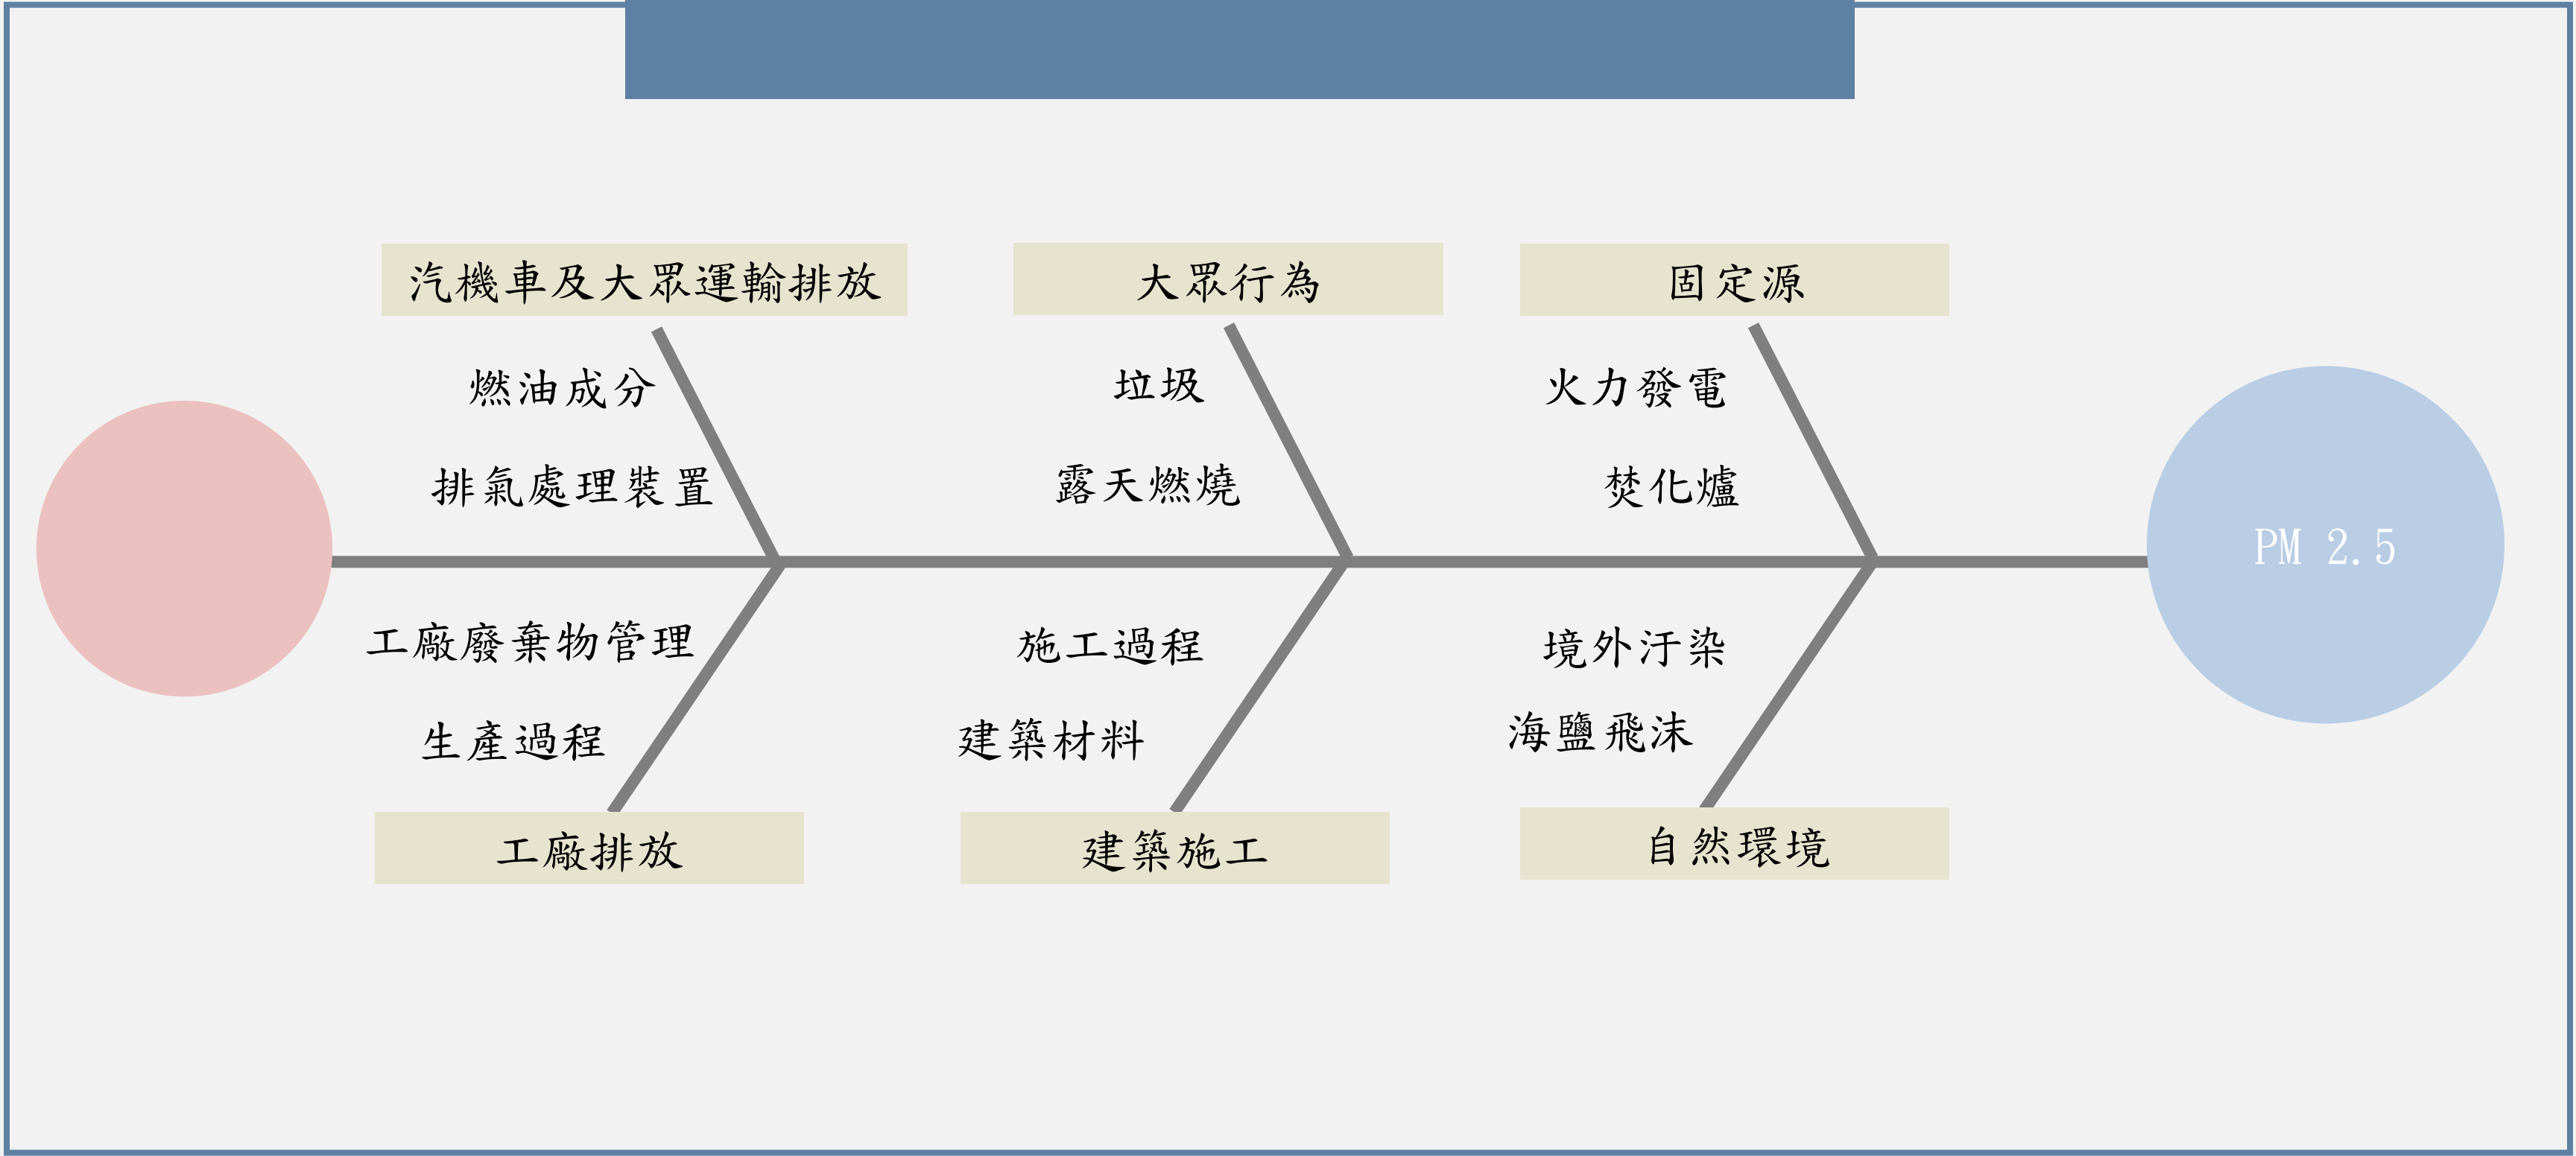 汽機車及大眾運輸排放
大眾行為
固定源
燃油成分
垃圾
火力發電
排氣處理裝置
露天燃燒
焚化爐
PM 2.5
工廠廢棄物管理
施工過程
境外汙染
生產過程
建築材料
海鹽飛沫
工廠排放
建築施工
自然環境